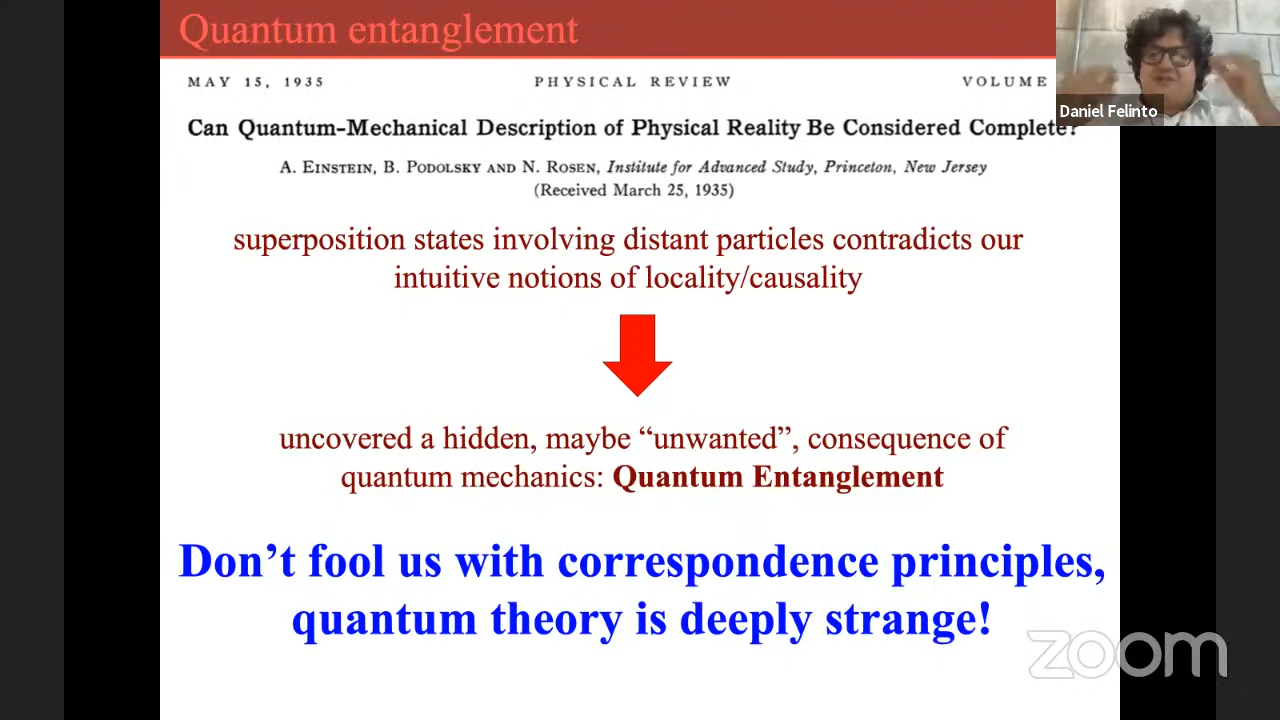 Quantum entanglement
MAY 15, 1935 PHYSICAL REVIEW VOLUME
Daniel Felinto
Can Quantum-Mechanical Description of Physical Reality Be Considered Complete?
A. EINSTEIN, B. PODOLSKY AND N. ROSEN, Institute for Advanced Study, Princeton, New Jersey
(Received March 25, 1935)
superposition states involving distant particles contradicts our
intuitive notions of locality/causality
uncovered a hidden, maybe “unwanted”, consequence of
quantum mechanics: Quantum Entanglement
Don’t fool us with correspondence principles,
quantum theory is deeply strange!
zoom